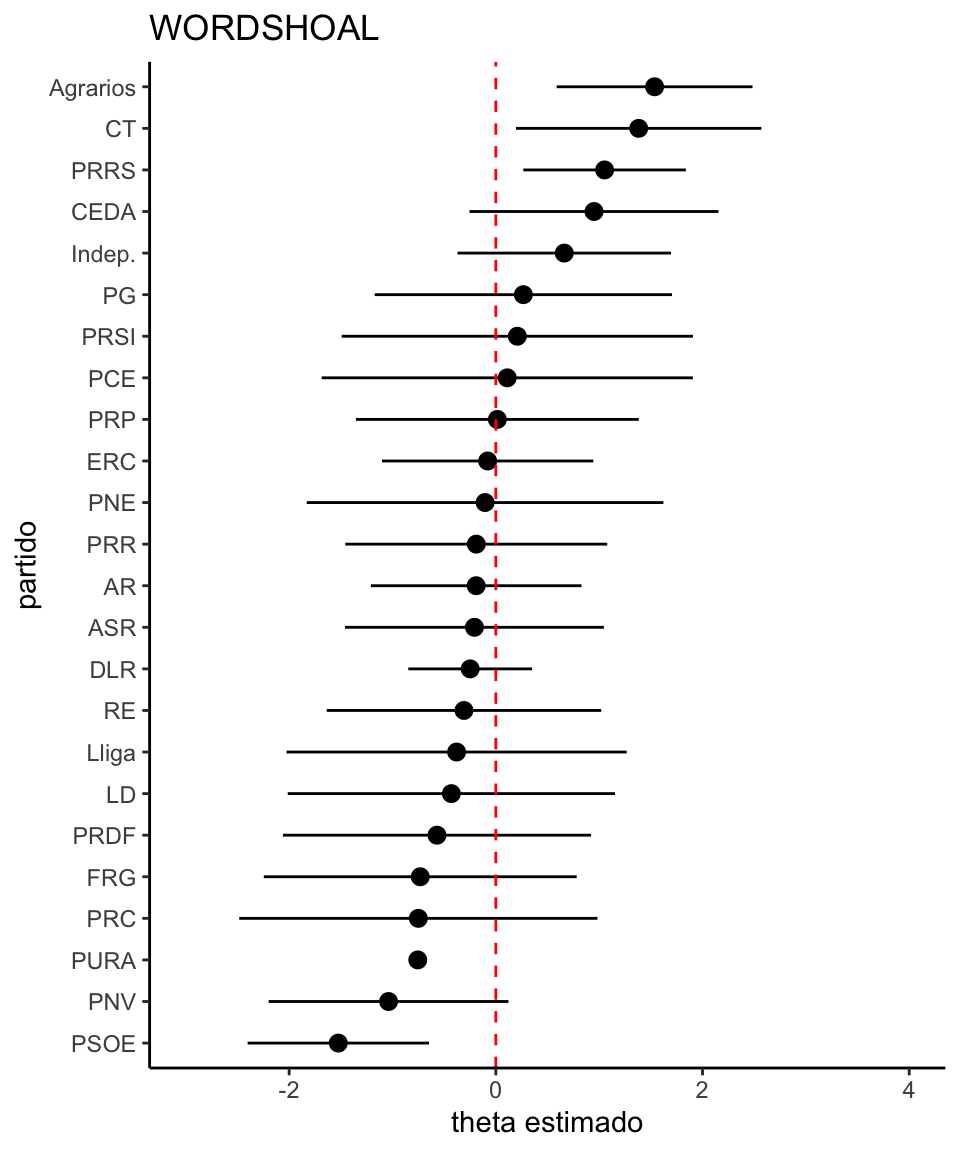 WORDSHOAL
Agrarios
CT
PRRS
CEDA
Indep.
PG
PRSI
PCE
PRP
ERC
PNE
PRR
AR
ASR
DLR
RE
Lliga
LD
PRDF
FRG
PRC
PURA
PNV
PSOE
partido
-2 0 2 4
theta estimado